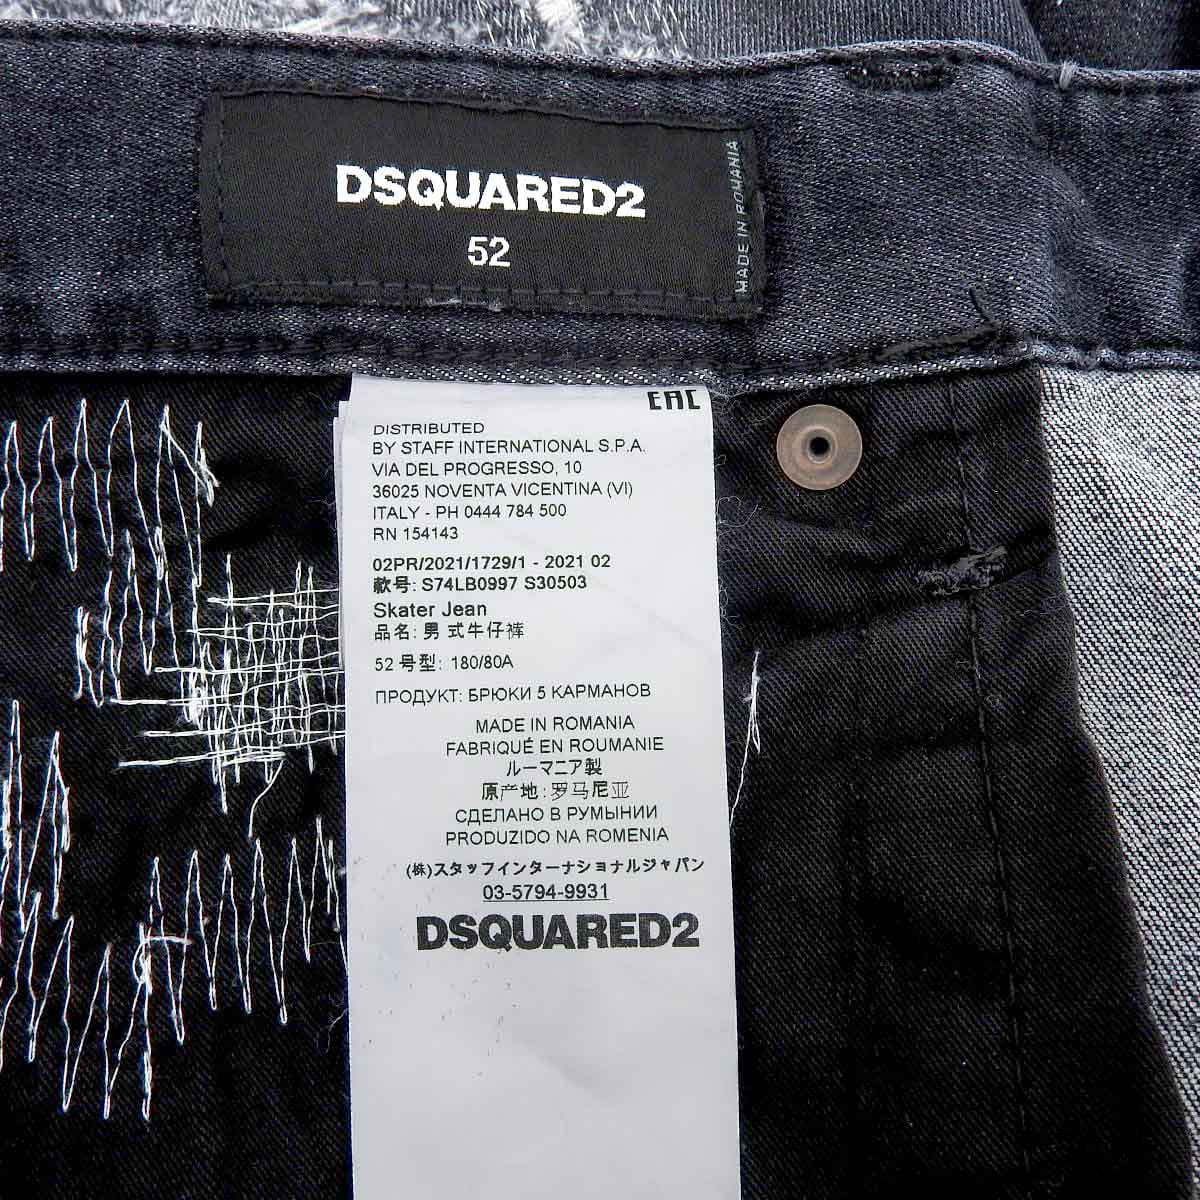 DSQUARED2
52
MADE IN ROMANIA
EAC
DISTRIBUTED
BY STAFF INTERNATIONAL S.P.A.
VIA DEL PROGRESSO, 10
36025 NOVENTA VICENTINA (VI)
ITALY - PH 0444 784 500
RN 154143
02PR/2021/1729/1 - 2021 02
款号: S74LB0997 S30503
Skater Jean
品名: 男 式牛仔裤
52 号型: 180/80A
ПРОДУКТ: БРЮКИ 5 КАРМАНОВ
MADE IN ROMANIA
FABRIQUÉ EN ROUMANIE
ルーマニア製
原产地: 罗马尼亚
СДЕЛАНО В РУМЫНИИ
PRODUZIDO NA ROMENIA
(株)スタッフインターナショナルジャパン
03-5794-9931
DSQUARED2